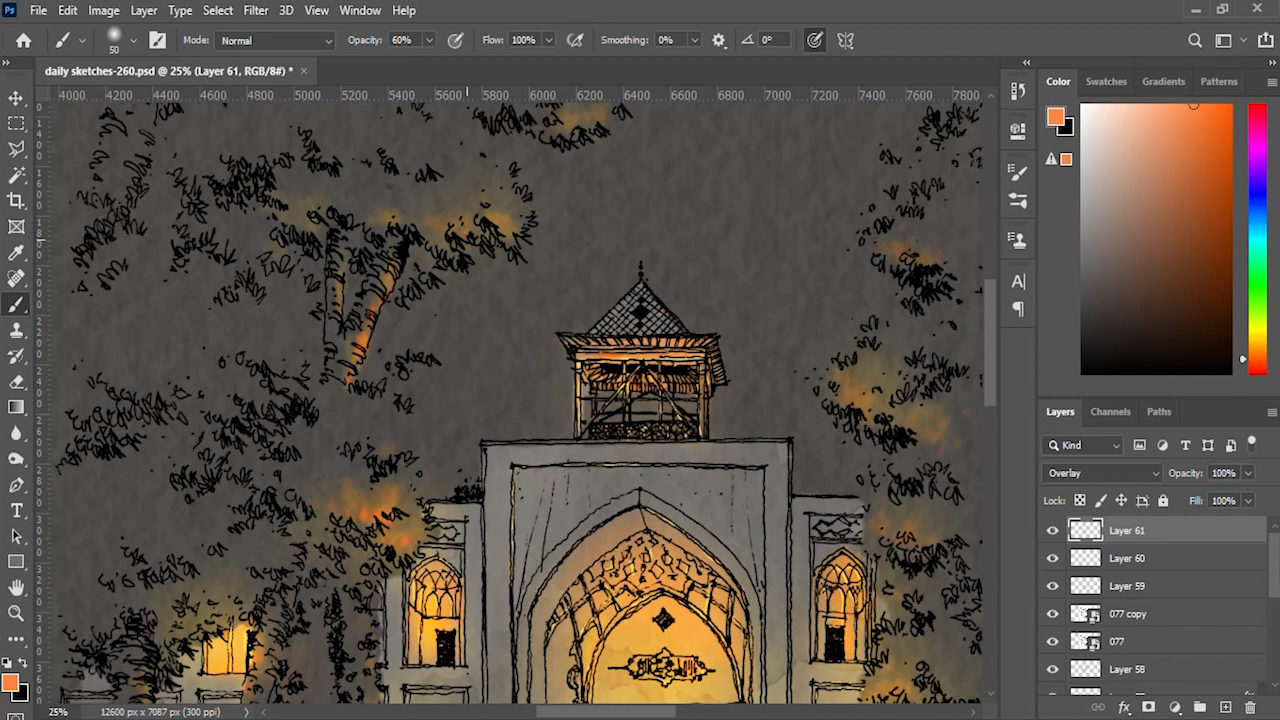 Ps File Edit Image Layer Type Select Filter 3D View Window Help
50 Mode: Normal Opacity: 60% Flow: 100% Smoothing: 0% 0°
daily sketches-260.psd @ 25% (Layer 61, RGB/8#) * ×
4000 4200 4400 4600 4800 5000 5200 5400 5600 5800 6000 6200 6400 6600 6800 7000 7200 7400 7600 7800
Color Swatches Gradients Patterns
Layers Channels Paths
Kind
Overlay Opacity: 100%
Lock: Fill: 100%
Layer 61
Layer 60
Layer 59
077 copy
077
Layer 58
25% 12600 px x 7087 px (300 ppi)